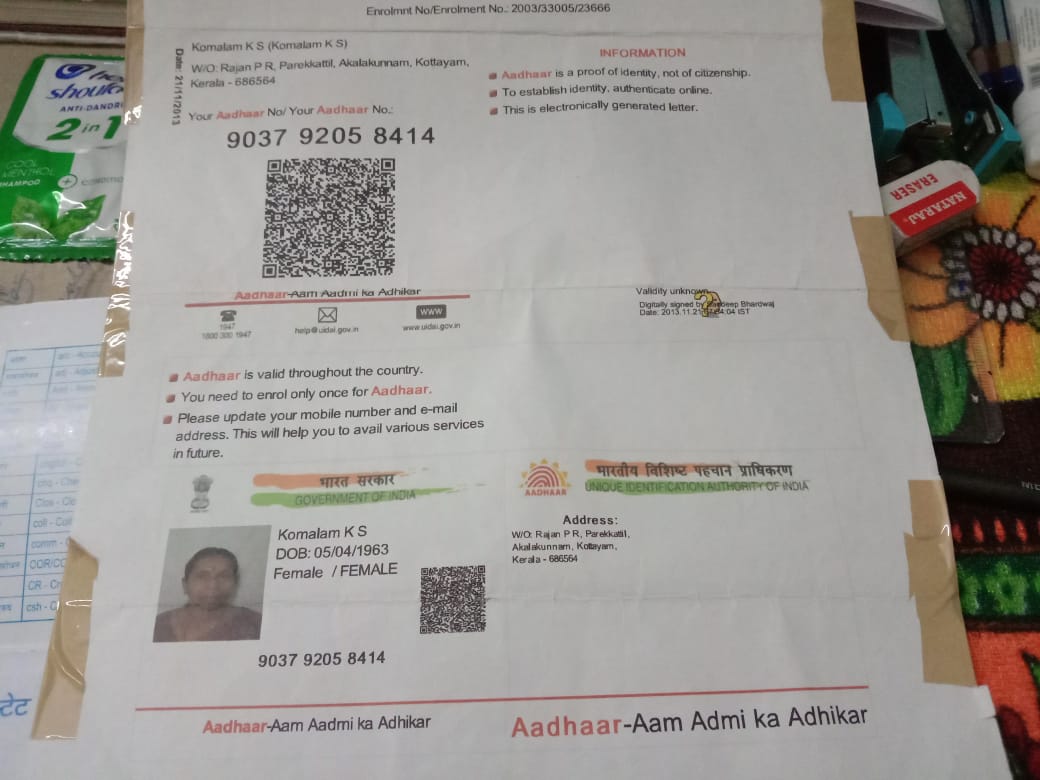 Enrolmnt No/Enrolment No.: 2003/33005/23666
Date: 21/11/2013
Komalam K S (Komalam K S)
W/O: Rajan P R, Parekkattil, Akalakunnam, Kottayam,
Kerala - 686564
Your Aadhaar No/ Your Aadhaar No.:
9037 9205 8414
INFORMATION
Aadhaar is a proof of identity, not of citizenship.
To establish identity, authenticate online.
This is electronically generated letter.
Aadhaar-Aam Aadmi ka Adhikar
1947
1800 300 1947
help@uidai.gov.in
WWW
www.uidai.gov.in
Validity unknown
Digitally signed by Bhardwaj
Date: 2013.11.21 IST
Aadhaar is valid throughout the country.
You need to enrol only once for Aadhaar.
Please update your mobile number and e-mail
address. This will help you to avail various services
in future.
भारत सरकार
GOVERNMENT OF INDIA
AADHAAR
भारतीय विशिष्ट पहचान प्राधिकरण
UNIQUE IDENTIFICATION AUTHORITY OF INDIA
Komalam K S
DOB: 05/04/1963
Female / FEMALE
Address:
W/O: Rajan P R, Parekkattil,
Akalakunnam, Kottayam,
Kerala - 686564
9037 9205 8414
Aadhaar-Aam Aadmi ka Adhikar
Aadhaar-Aam Admi ka Adhikar
ANTI-DANDR
2 in 1
COOL
MENTHOL
SHAMPOO
NATARAJ
ERASER